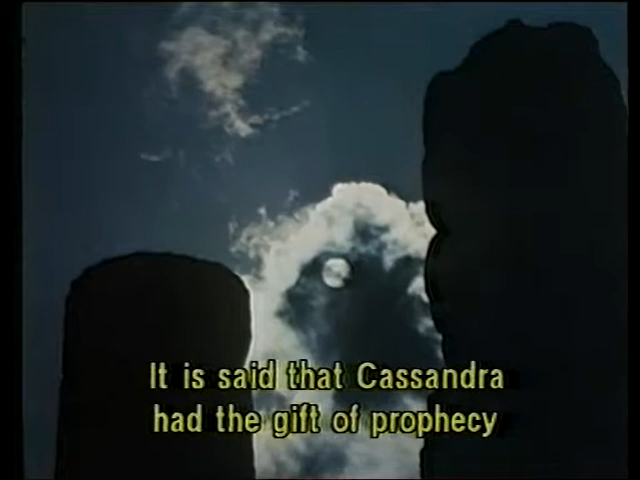 It is said that Cassandra
had the gift of prophecy